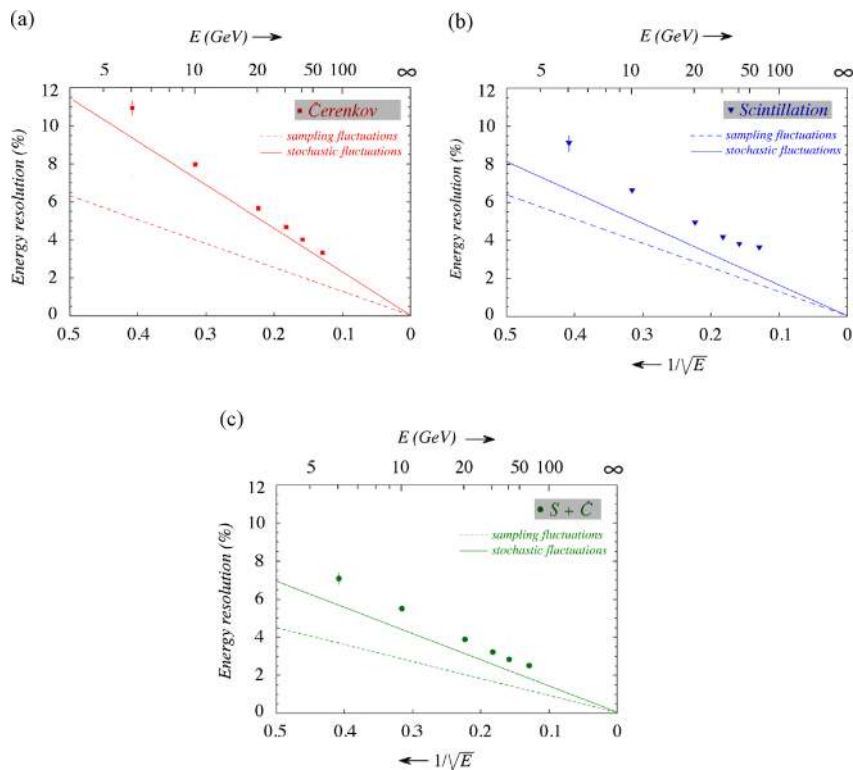 (a)
E (GeV) →
5 10 20 50 100 ∞
12
10
8
6
4
2
0
Energy resolution (%)
Čerenkov
sampling fluctuations
stochastic fluctuations
0.5 0.4 0.3 0.2 0.1 0
(b)
E (GeV) →
5 10 20 50 100 ∞
12
10
8
6
4
2
0
Energy resolution (%)
Scintillation
sampling fluctuations
stochastic fluctuations
0.5 0.4 0.3 0.2 0.1 0
← 1/√E
(c)
E (GeV) →
5 10 20 50 100 ∞
12
10
8
6
4
2
0
Energy resolution (%)
S + Č
sampling fluctuations
stochastic fluctuations
0.5 0.4 0.3 0.2 0.1 0
← 1/√E